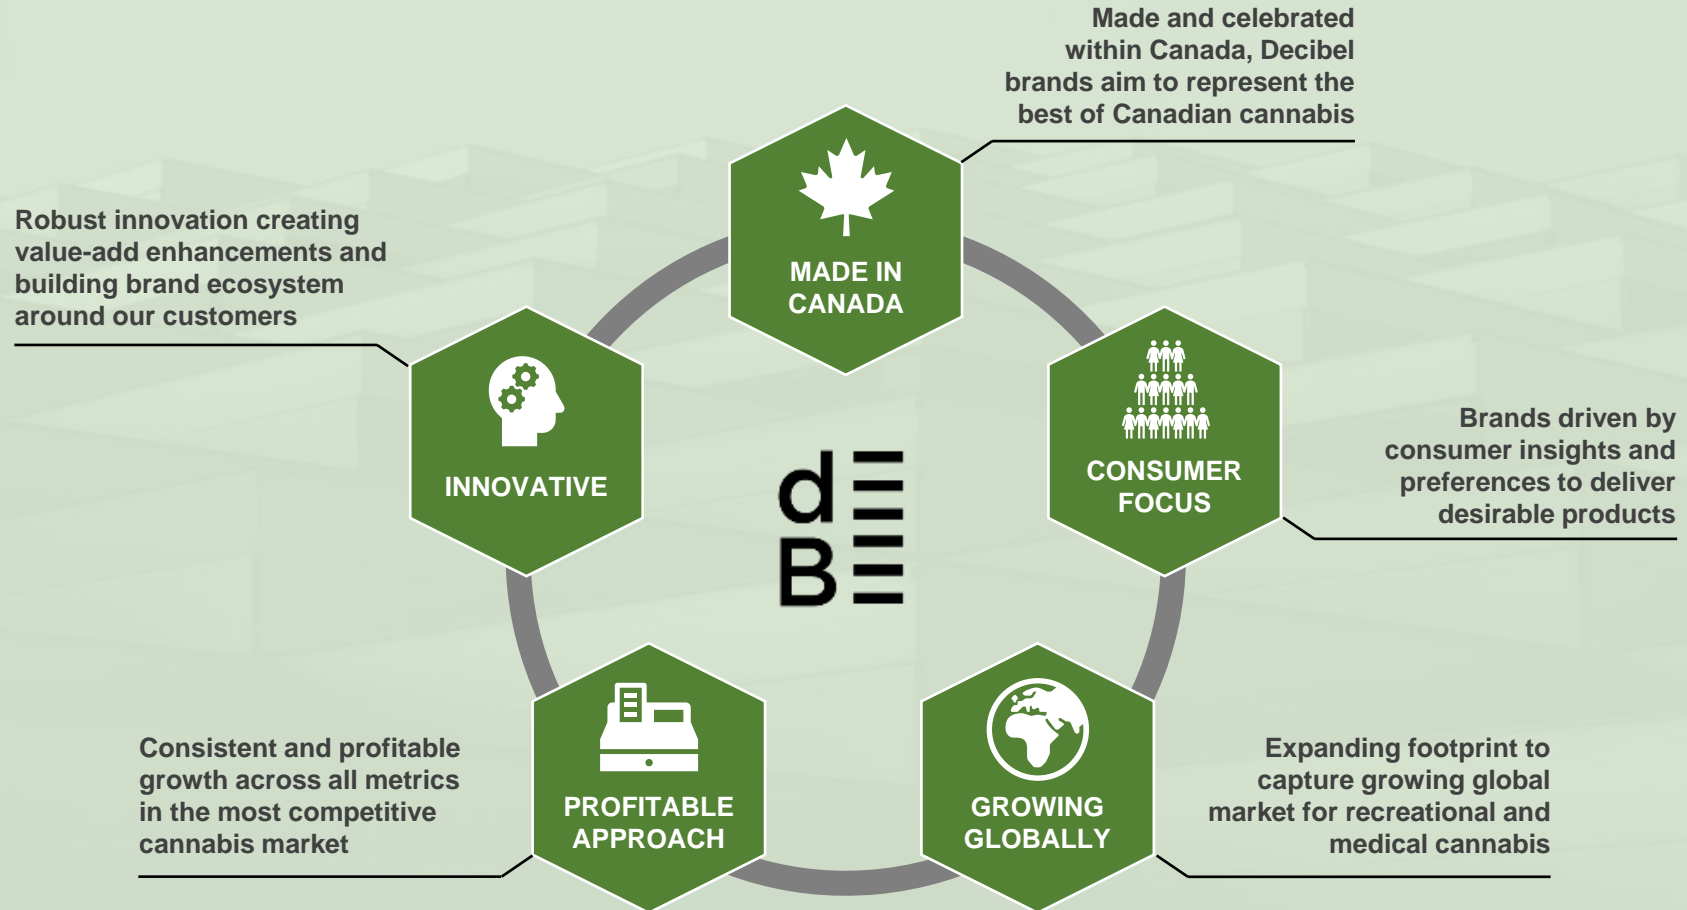 Made and celebrated
within Canada, Decibel
brands aim to represent the
best of Canadian cannabis
MADE IN
CANADA
Robust innovation creating
value-add enhancements and
building brand ecosystem
around our customers
INNOVATIVE
CONSUMER
FOCUS
Brands driven by
consumer insights and
preferences to deliver
desirable products
dB
Consistent and profitable
growth across all metrics
in the most competitive
cannabis market
PROFITABLE
APPROACH
GROWING
GLOBALLY
Expanding footprint to
capture growing global
market for recreational and
medical cannabis